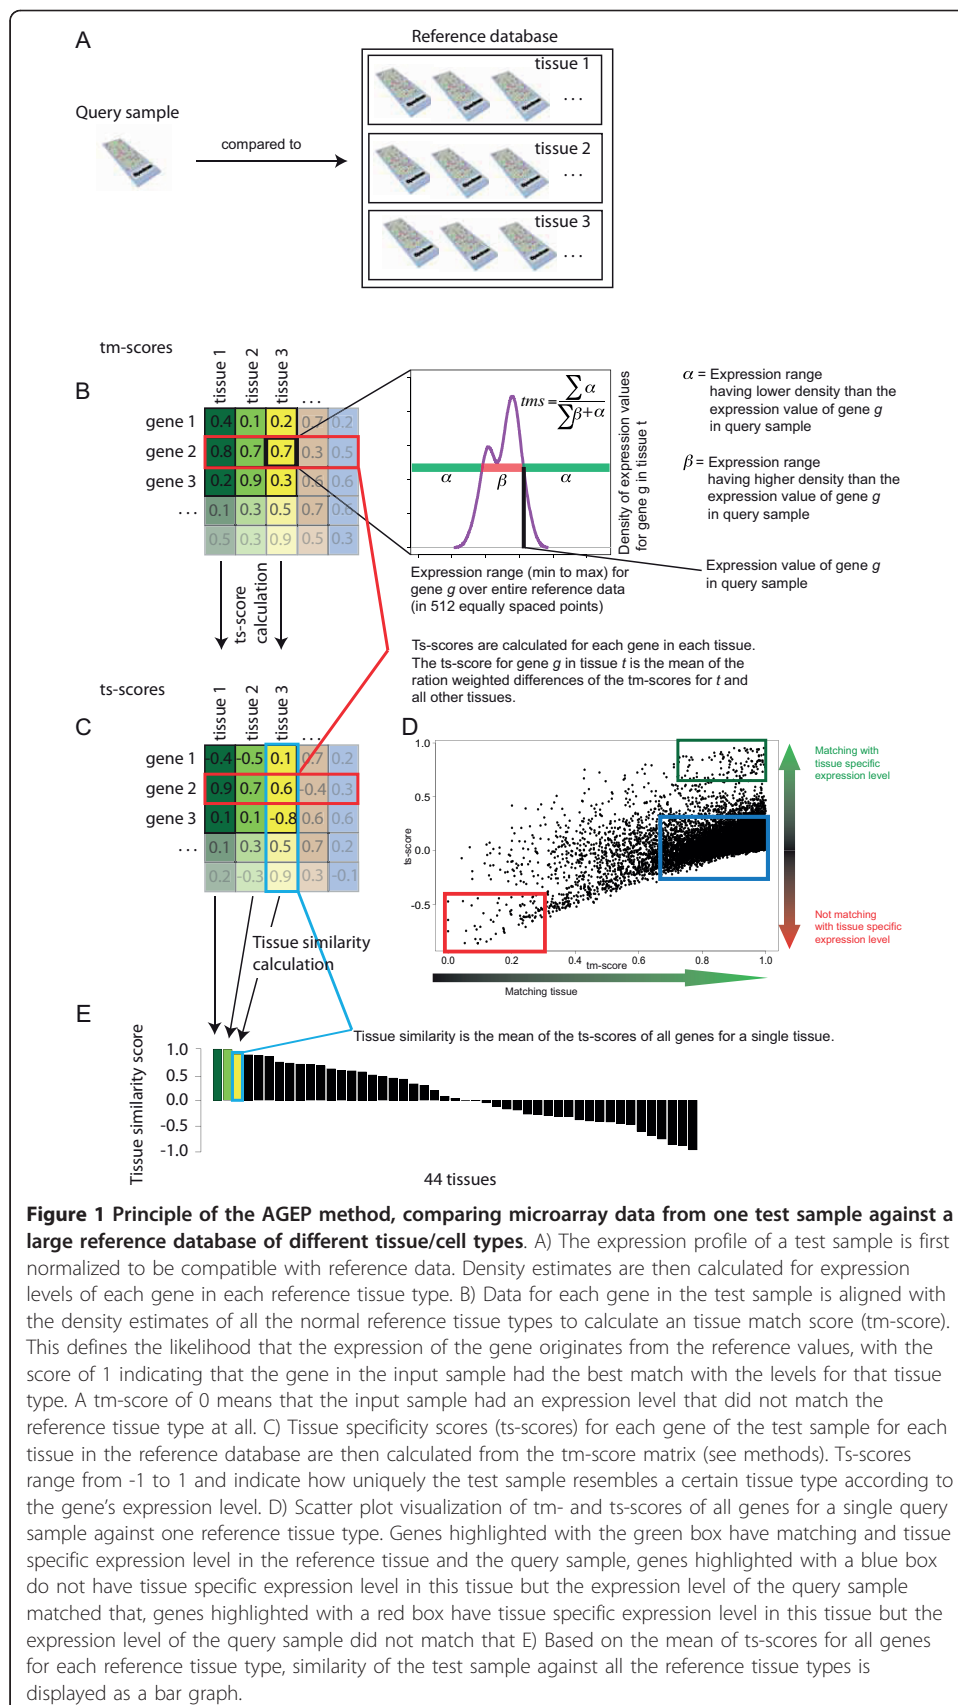 A
Reference database
tissue 1
...
Query sample
compared to
tissue 2
...
tissue 3
...
tm-scores
tissue 1
tissue 2
tissue 3
...
B
gene 1 0.4 0.1 0.2 0.7 0.2
gene 2 0.8 0.7 0.7 0.3 0.5
gene 3 0.2 0.9 0.3 0.6 0.6
... 0.1 0.3 0.5 0.7 0.6
0.5 0.3 0.9 0.5 0.3
tms = ∑ α / ∑ β+α
α β α
Density of expression values
for gene g in tissue t
α = Expression range
having lower density than the
expression value of gene g
in query sample
β = Expression range
having higher density than the
expression value of gene g
in query sample
Expression value of gene g
in query sample
Expression range (min to max) for
gene g over entire reference data
(in 512 equally spaced points)
ts-score
calculation
Ts-scores are calculated for each gene in each tissue.
The ts-score for gene g in tissue t is the mean of the
ration weighted differences of the tm-scores for t and
all other tissues.
ts-scores
tissue 1
tissue 2
tissue 3
...
C
gene 1 -0.4 -0.5 0.1 0.7 0.2
gene 2 0.9 0.7 0.6 -0.4 0.3
gene 3 0.1 0.1 -0.8 0.6 0.6
... 0.1 0.3 0.5 0.7 0.2
0.2 -0.3 0.9 0.3 -0.1
D
1.0
0.5
0.0
-0.5
ts-score
0.0 0.2 0.4 0.6 0.8 1.0
tm-score
Matching tissue
Matching with
tissue specific
expression level
Not matching
with tissue specific
expression level
Tissue similarity
calculation
E
Tissue similarity is the mean of the ts-scores of all genes for a single tissue.
Tissue similarity score
1.0
0.5
0.0
-0.5
-1.0
44 tissues
Figure 1 Principle of the AGEP method, comparing microarray data from one test sample against a
large reference database of different tissue/cell types. A) The expression profile of a test sample is first
normalized to be compatible with reference data. Density estimates are then calculated for expression
levels of each gene in each reference tissue type. B) Data for each gene in the test sample is aligned with
the density estimates of all the normal reference tissue types to calculate an tissue match score (tm-score).
This defines the likelihood that the expression of the gene originates from the reference values, with the
score of 1 indicating that the gene in the input sample had the best match with the levels for that tissue
type. A tm-score of 0 means that the input sample had an expression level that did not match the
reference tissue type at all. C) Tissue specificity scores (ts-scores) for each gene of the test sample for each
tissue in the reference database are then calculated from the tm-score matrix (see methods). Ts-scores
range from -1 to 1 and indicate how uniquely the test sample resembles a certain tissue type according to
the gene's expression level. D) Scatter plot visualization of tm- and ts-scores of all genes for a single query
sample against one reference tissue type. Genes highlighted with the green box have matching and tissue
specific expression level in the reference tissue and the query sample, genes highlighted with a blue box
do not have tissue specific expression level in this tissue but the expression level of the query sample
matched that, genes highlighted with a red box have tissue specific expression level in this tissue but the
expression level of the query sample did not match that E) Based on the mean of ts-scores for all genes
for each reference tissue type, similarity of the test sample against all the reference tissue types is
displayed as a bar graph.